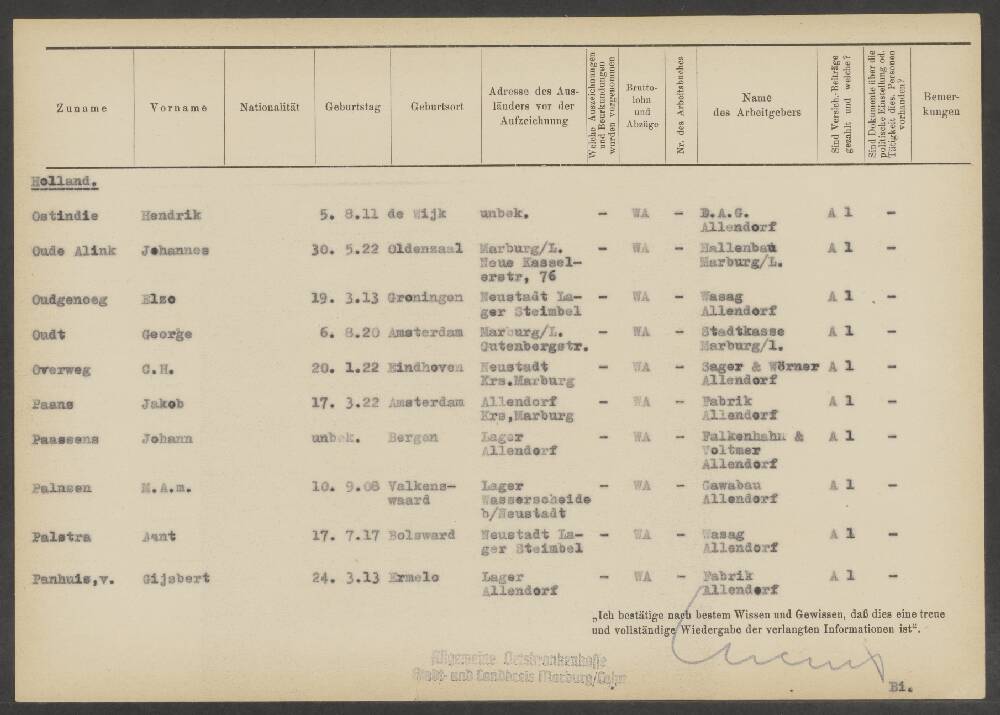 Zuname Vorname Nationalität Geburtstag Geburtsort Adresse des Aus- länders vor der Aufzeichnung Welche Auszeichnungen und Beurkundungen wurden vorgenommen Brutto- lohn und Abzüge Nr. des Arbeitsbuches Name des Arbeitgebers Sind Versich.-Beiträge gezahlt und welche? Sind Dokumente über die politische Einstellung od. Tätigkeit dies. Personen vorhanden? Bemer- kungen
Holland.
Ostindie Hendrik 5. 8.11 de Wijk unbek. - WA - D.A.G. A 1 -
Allendorf
Oude Alink Johannes 30. 5.22 Oldenzaal Marburg/L. - WA - Hallenbau A 1 -
Neue Kassel- Marburg/L.
erstr, 76
Oudgenoeg Elzo 19. 3.13 Groningen Neustadt La- - WA - Wasag A 1 -
ger Steimbel Allendorf
Oudt George 6. 8.20 Amsterdam Marburg/L. - WA - Stadtkasse A 1 -
Gutenbergstr. Marburg/l.
Overweg C.H. 20. 1.22 Eindhoven Neustadt - WA - Sager & Wörner A 1 -
Krs.Marburg Allendorf
Paans Jakob 17. 3.22 Amsterdam Allendorf - WA - Fabrik A 1 -
Krs,Marburg Allendorf
Paassens Johann unbek. Bergen Lager - WA - Falkenhahn & A 1 -
Allendorf Voltmer
Allendorf
Palnsen M.A.m. 10. 9.08 Valkens- Lager - WA - Gawabau A 1 -
waard Wasserscheide Allendorf
b/Neustadt
Palstra 17. 7.17 Bolsward Neustadt La- - WA - Wasag A 1 -
ger Steimbel Allendorf
Panhuis,v. Gijsbert 24. 3.13 Ermelo Lager - WA - Fabrik A 1 -
Allendorf Allendorf
„Ich bestätige nach bestem Wissen und Gewissen, daß dies eine treue
und vollständige Wiedergabe der verlangten Informationen ist“.
Allgemeine Ortskrankenkasse
Stadt- und Landkreis Marburg/Lahn
Bi.